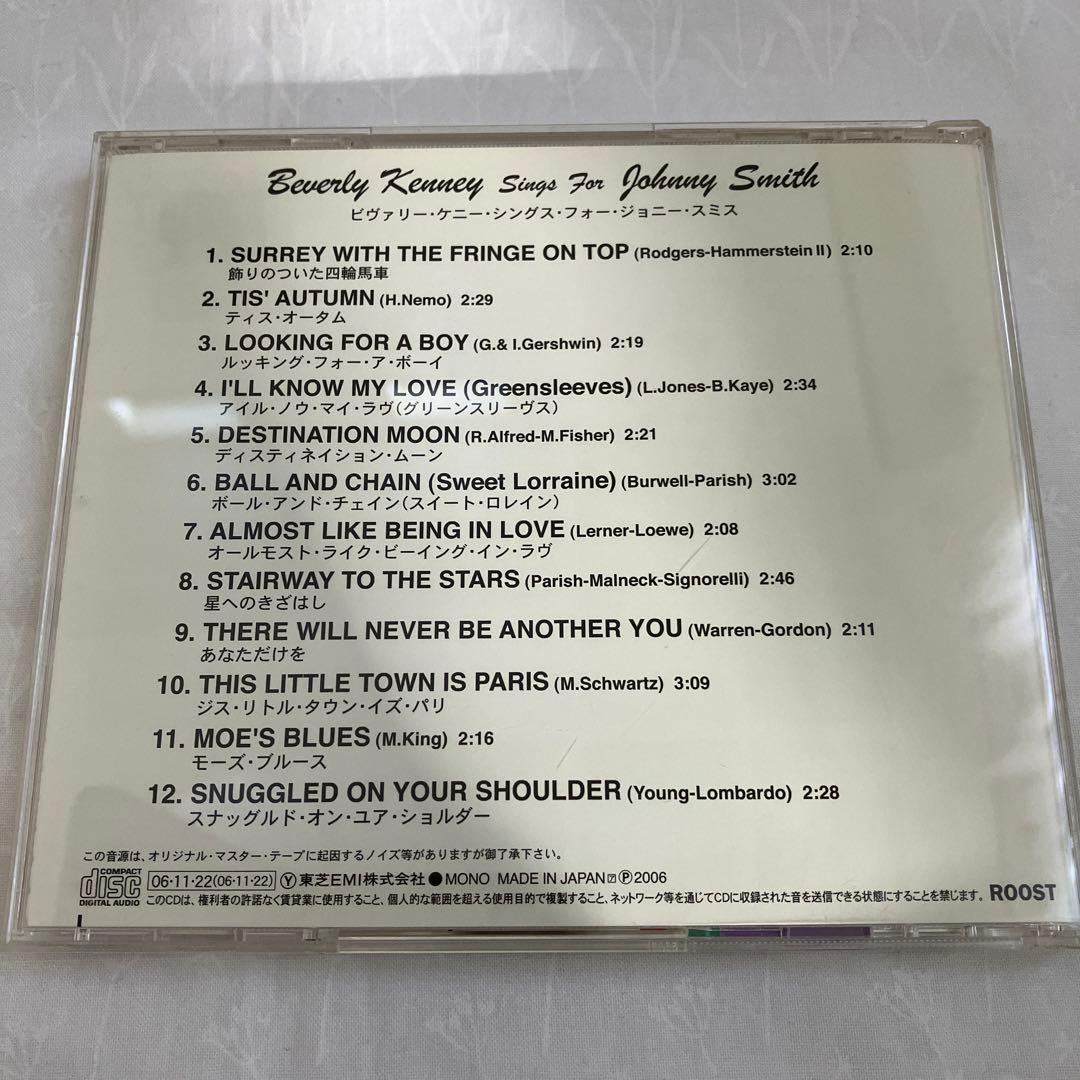 Beverly Kenney Sings For Johnny Smith
ビヴァリー・ケニー・シングス・フォー・ジョニー・スミス
1. SURREY WITH THE FRINGE ON TOP (Rodgers-Hammerstein II) 2:10
飾りのついた四輪馬車
2. TIS' AUTUMN (H.Nemo) 2:29
ティス・オータム
3. LOOKING FOR A BOY (G.& I.Gershwin) 2:19
ルッキング・フォー・ア・ボーイ
4. I'LL KNOW MY LOVE (Greensleeves) (L.Jones-B.Kaye) 2:34
アイル・ノウ・マイ・ラヴ(グリーンスリーヴス)
5. DESTINATION MOON (R.Alfred-M.Fisher) 2:21
ディスティネイション・ムーン
6. BALL AND CHAIN (Sweet Lorraine) (Burwell-Parish) 3:02
ボール・アンド・チェイン(スイート・ロレイン)
7. ALMOST LIKE BEING IN LOVE (Lerner-Loewe) 2:08
オールモスト・ライク・ビーイング・イン・ラヴ
8. STAIRWAY TO THE STARS (Parish-Malneck-Signorelli) 2:46
星へのきざはし
9. THERE WILL NEVER BE ANOTHER YOU (Warren-Gordon) 2:11
あなただけを
10. THIS LITTLE TOWN IS PARIS (M.Schwartz) 3:09
ジス・リトル・タウン・イズ・パリ
11. MOE'S BLUES (M.King) 2:16
モーズ・ブルース
12. SNUGGLED ON YOUR SHOULDER (Young-Lombardo) 2:28
スナッグルド・オン・ユア・ショルダー
この音源は、オリジナル・マスター・テープに起因するノイズ等がありますが御了承下さい。
COMPACT disc DIGITAL AUDIO 06・11・22(06・11・22) Ⓨ東芝EMI株式会社 ● MONO MADE IN JAPAN Ⓟ2006
このCDは、権利者の許諾なく賃貸業に使用すること、個人的な範囲を超える使用目的で複製すること、ネットワーク等を通じてCDに収録された音を送信できる状態にすることを禁じます。 ROOST